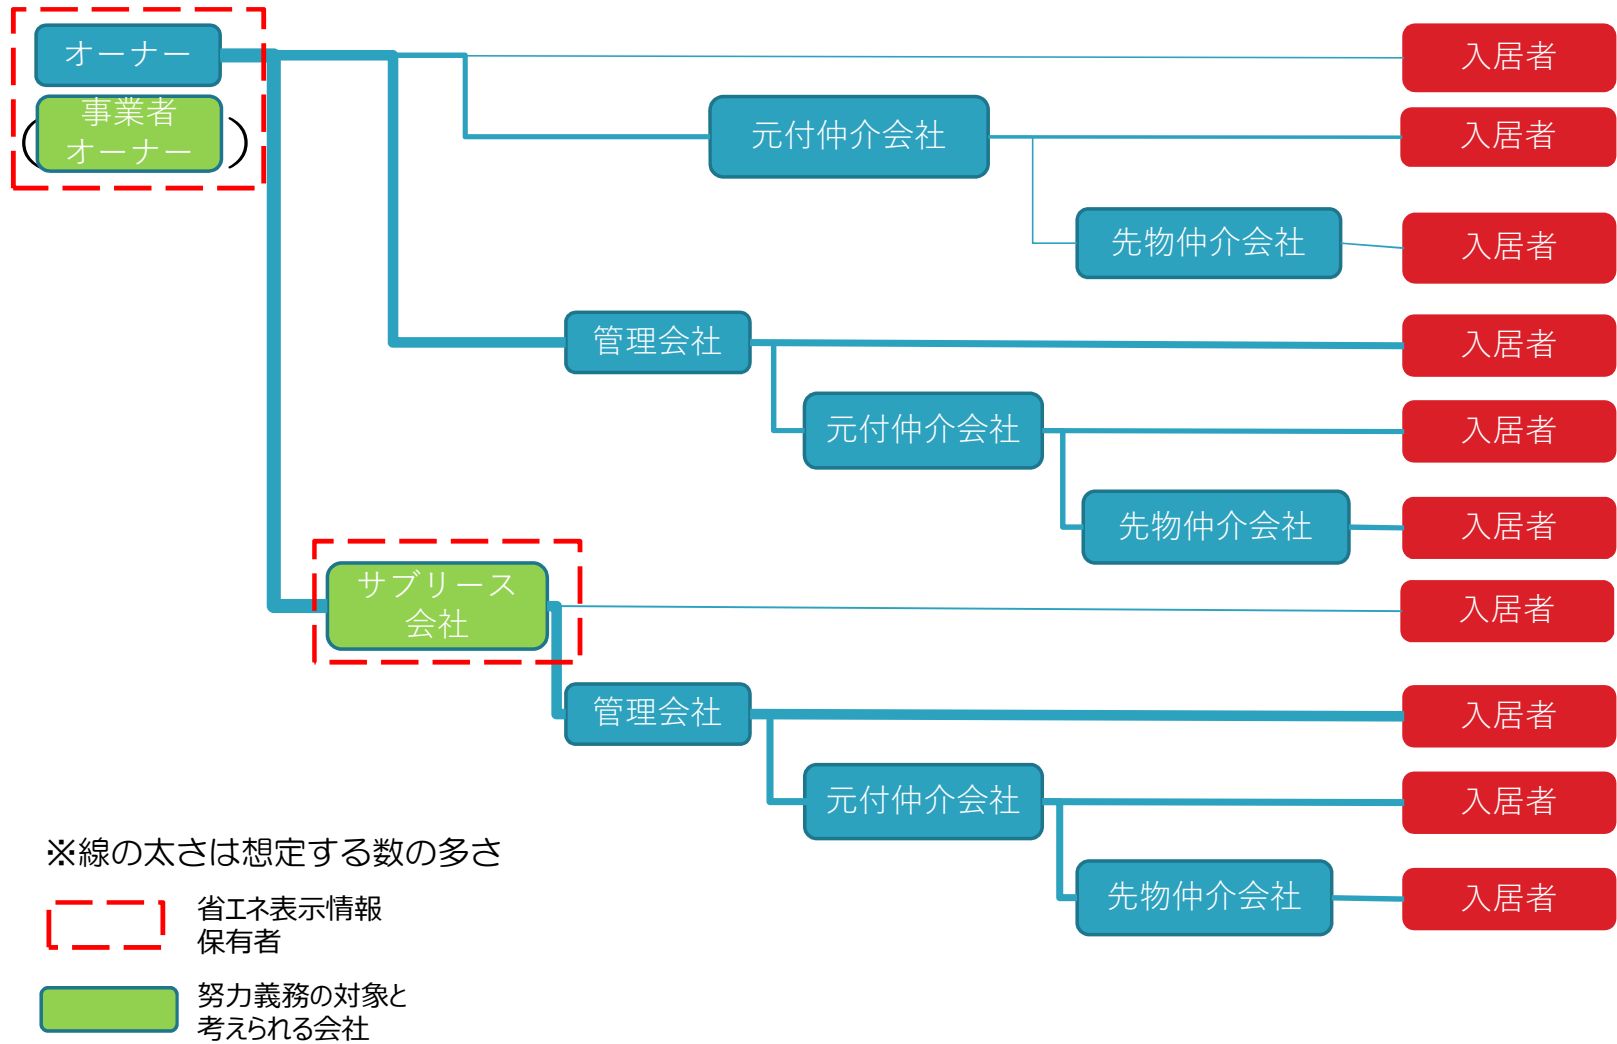 オーナー
入居者
事業者
オーナー
(
)
元付仲介会社
入居者
先物仲介会社
入居者
管理会社
入居者
元付仲介会社
入居者
先物仲介会社
入居者
サブリース
会社
入居者
管理会社
入居者
元付仲介会社
入居者
先物仲介会社
入居者
※線の太さは想定する数の多さ
省エネ表示情報
保有者
努力義務の対象と
考えられる会社